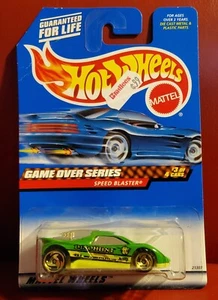 GUARANTEED
FOR LIFE
FOR AGES
OVER 3 YEARS
DIE CAST METAL &
PLASTIC PARTS
Hot Wheels
MATTEL
GAME OVER SERIES
SPEED BLASTER